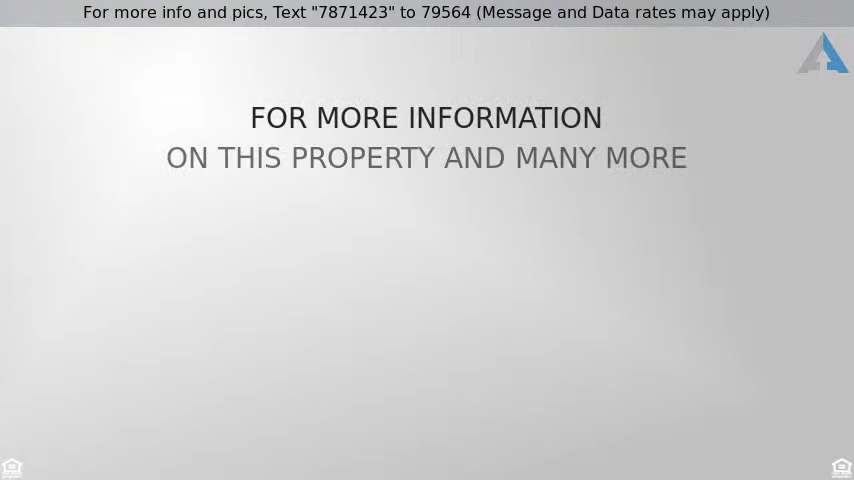 For more info and pics, Text "7871423" to 79564 (Message and Data rates may apply)
FOR MORE INFORMATION
ON THIS PROPERTY AND MANY MORE